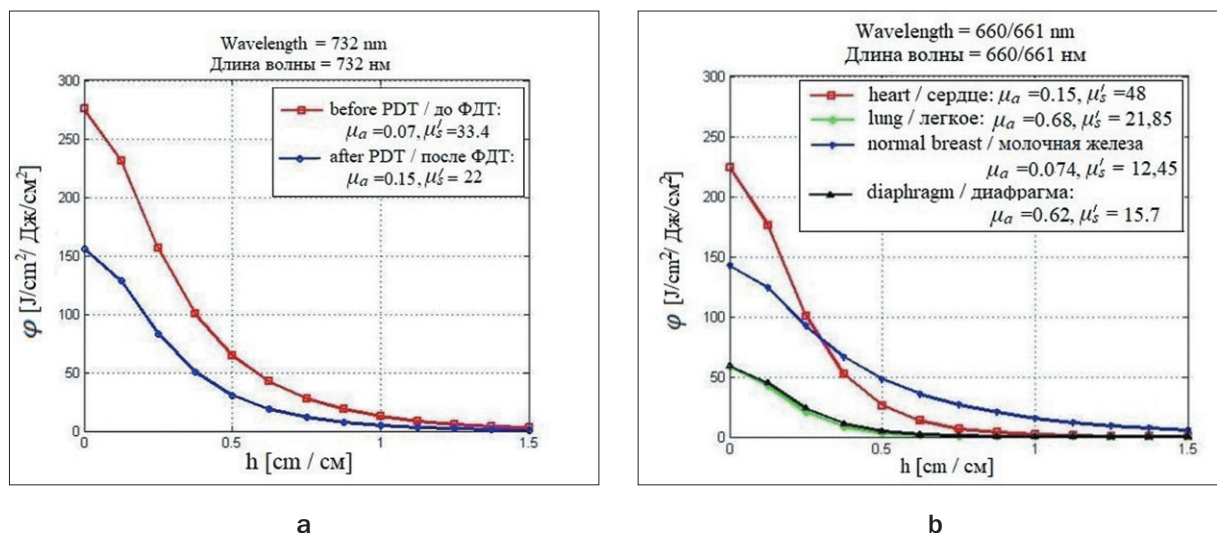 Wavelength = 732 nm
Длина волны = 732 нм
300
250
200
150
100
50
0
φ [J/cm²/ Дж/см²]
before PDT / до ФДТ:
μₐ =0.07, μ′ₛ =33.4
after PDT / после ФДТ:
μₐ =0.15, μ′ₛ = 22
0
0.5
1
1.5
h [cm / см]
a
Wavelength = 660/661 nm
Длина волны = 660/661 нм
300
250
200
150
100
50
0
φ [J/cm²/ Дж/см²]
heart / сердце: μₐ =0.15, μ′ₛ =48
lung / легкое: μₐ =0.68, μ′ₛ = 21,85
normal breast / молочная железа
μₐ =0.074, μ′ₛ = 12,45
diaphragm / диафрагма:
μₐ =0.62, μ′ₛ = 15.7
0
0.5
1
1.5
h [cm / см]
b